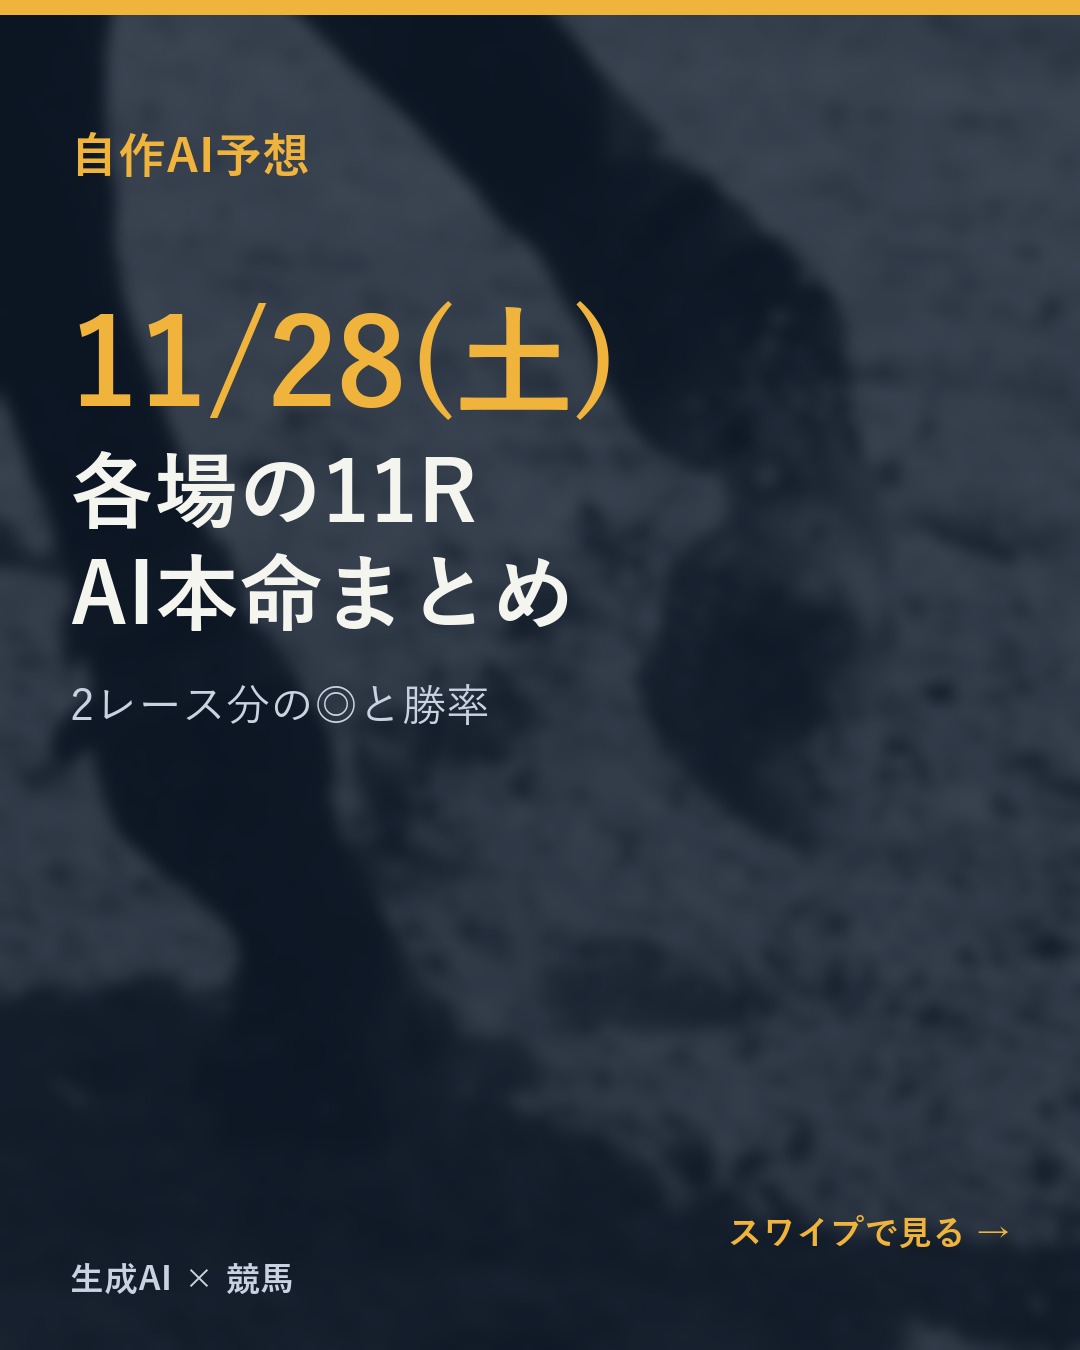 自作AI予想
11/28(土)
各場の11R
AI本命まとめ
2レース分の◎と勝率
スワイプで見る →
生成AI × 競馬